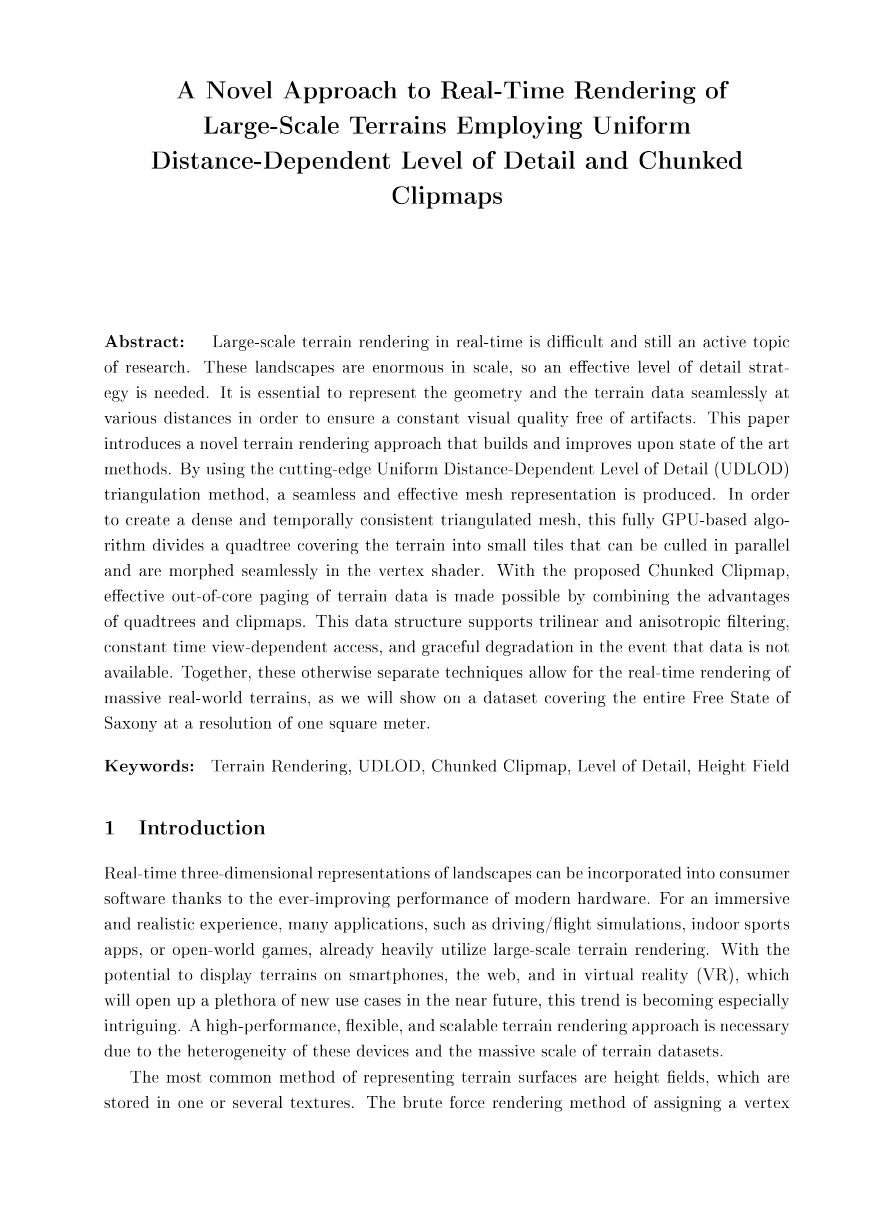 A Novel Approach to Real-Time Rendering of
Large-Scale Terrains Employing Uniform
Distance-Dependent Level of Detail and Chunked
Clipmaps
Abstract: Large-scale terrain rendering in real-time is difficult and still an active topic
of research. These landscapes are enormous in scale, so an effective level of detail strat-
egy is needed. It is essential to represent the geometry and the terrain data seamlessly at
various distances in order to ensure a constant visual quality free of artifacts. This paper
introduces a novel terrain rendering approach that builds and improves upon state of the art
methods. By using the cutting-edge Uniform Distance-Dependent Level of Detail (UDLOD)
triangulation method, a seamless and effective mesh representation is produced. In order
to create a dense and temporally consistent triangulated mesh, this fully GPU-based algo-
rithm divides a quadtree covering the terrain into small tiles that can be culled in parallel
and are morphed seamlessly in the vertex shader. With the proposed Chunked Clipmap,
effective out-of-core paging of terrain data is made possible by combining the advantages
of quadtrees and clipmaps. This data structure supports trilinear and anisotropic filtering,
constant time view-dependent access, and graceful degradation in the event that data is not
available. Together, these otherwise separate techniques allow for the real-time rendering of
massive real-world terrains, as we will show on a dataset covering the entire Free State of
Saxony at a resolution of one square meter.
Keywords: Terrain Rendering, UDLOD, Chunked Clipmap, Level of Detail, Height Field
1 Introduction
Real-time three-dimensional representations of landscapes can be incorporated into consumer
software thanks to the ever-improving performance of modern hardware. For an immersive
and realistic experience, many applications, such as driving/flight simulations, indoor sports
apps, or open-world games, already heavily utilize large-scale terrain rendering. With the
potential to display terrains on smartphones, the web, and in virtual reality (VR), which
will open up a plethora of new use cases in the near future, this trend is becoming especially
intriguing. A high-performance, flexible, and scalable terrain rendering approach is necessary
due to the heterogeneity of these devices and the massive scale of terrain datasets.
The most common method of representing terrain surfaces are height fields, which are
stored in one or several textures. The brute force rendering method of assigning a vertex